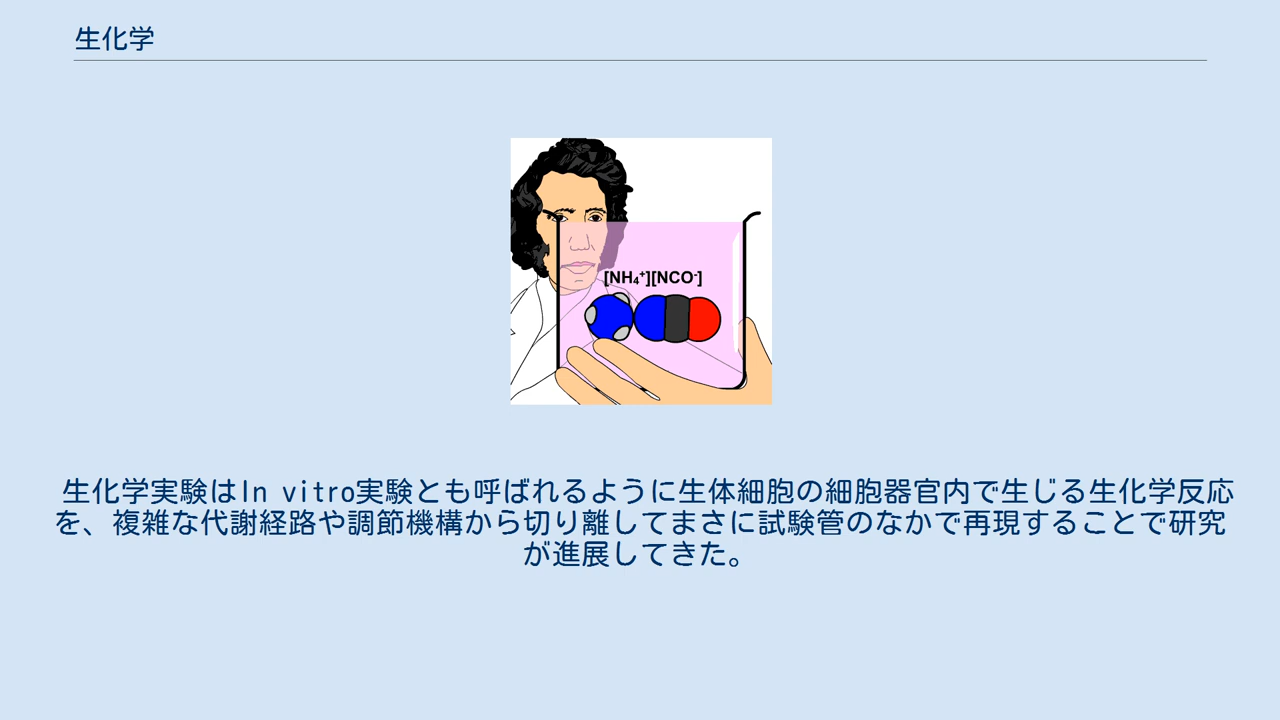 生化学
[NH₄⁺][NCO⁻]
生化学実験はIn vitro実験とも呼ばれるように生体細胞の細胞器官内で生じる生化学反応
を、複雑な代謝経路や調節機構から切り離してまさに試験管のなかで再現することで研究
が進展してきた。